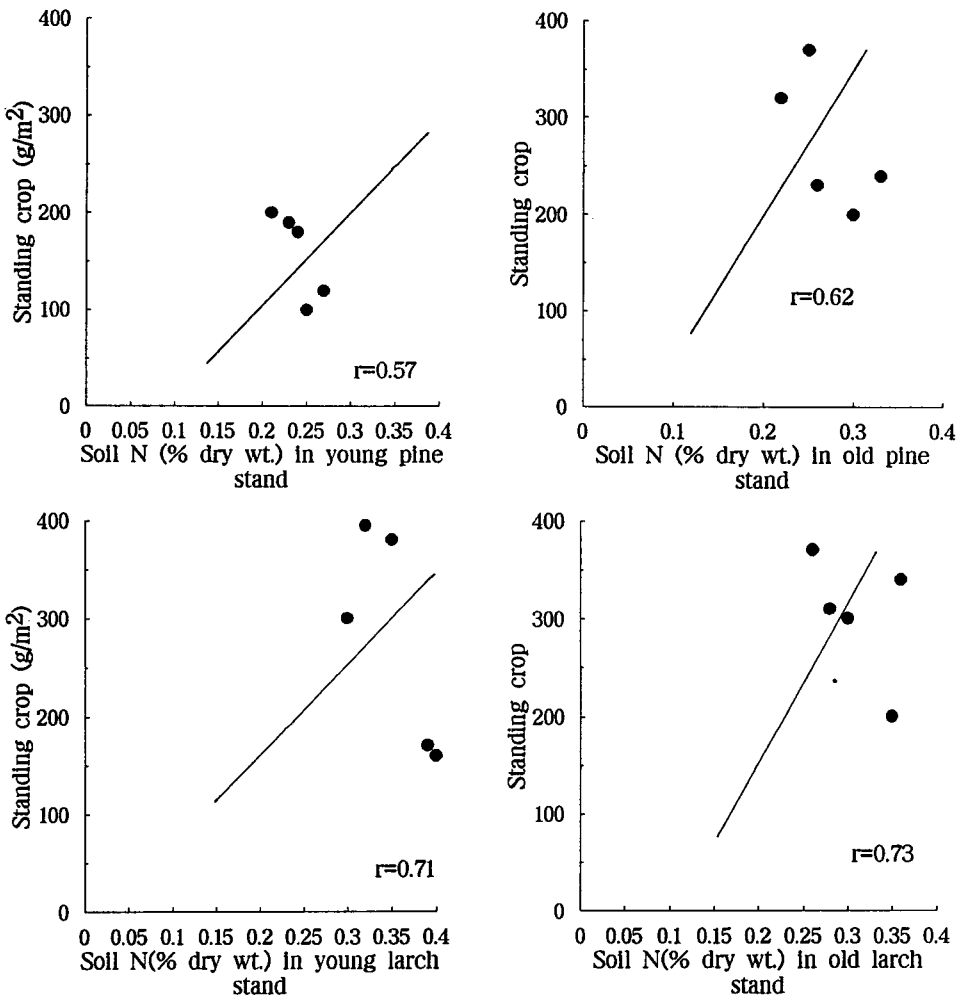 400
300
200
100
0
Standing crop (g/m²)
r=0.57
0 0.05 0.1 0.15 0.2 0.25 0.3 0.35 0.4
Soil N (% dry wt.) in young pine
stand
400
300
200
100
0
Standing crop
r=0.62
0 0.1 0.2 0.3 0.4
Soil N (% dry wt.) in old pine
stand
400
300
200
100
0
Standing crop (g/m²)
r=0.71
0 0.05 0.1 0.15 0.2 0.25 0.3 0.35 0.4
Soil N(% dry wt.) in young larch
stand
400
300
200
100
0
Standing crop
r=0.73
0 0.05 0.1 0.15 0.2 0.25 0.3 0.35 0.4
Soil N(% dry wt.) in old larch
stand